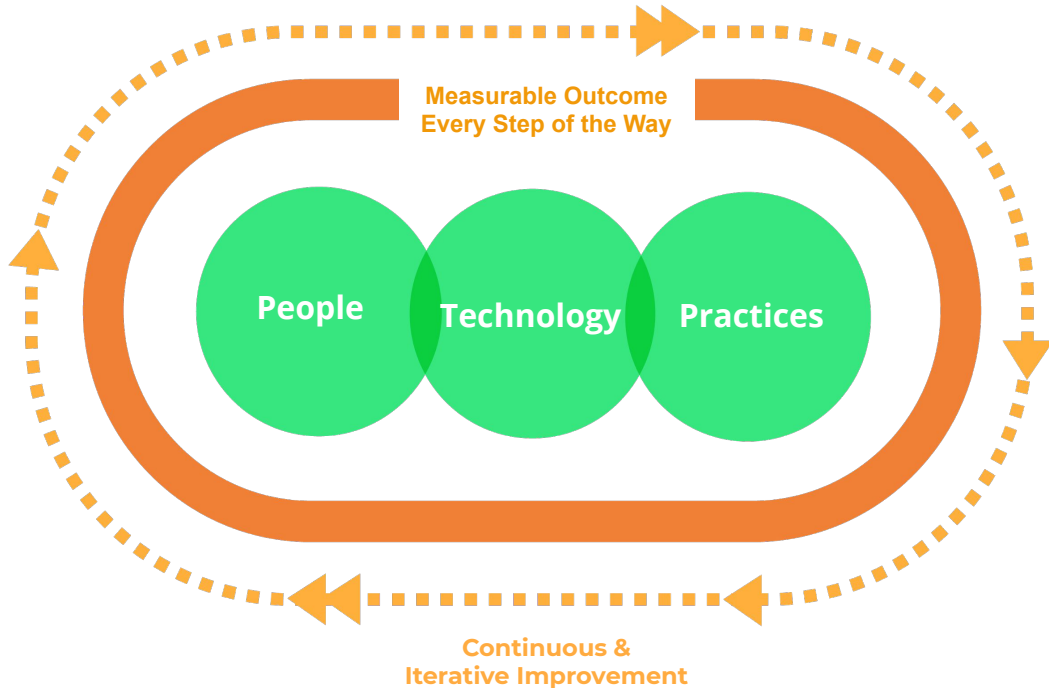 Measurable Outcome
Every Step of the Way
People
Technology
Practices
Continuous &
Iterative Improvement